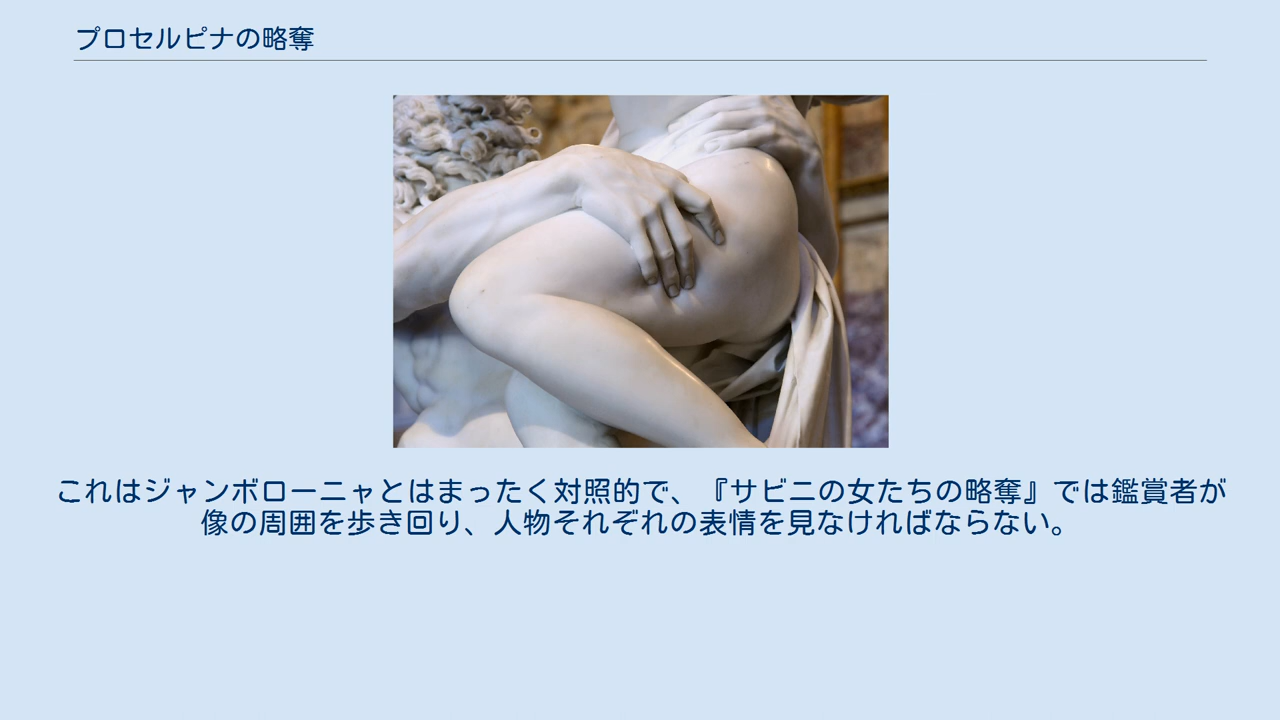 プロセルピナの略奪
これはジャンボローニャとはまったく対照的で、『サビニの女たちの略奪』では鑑賞者が
像の周囲を歩き回り、人物それぞれの表情を見なければならない。